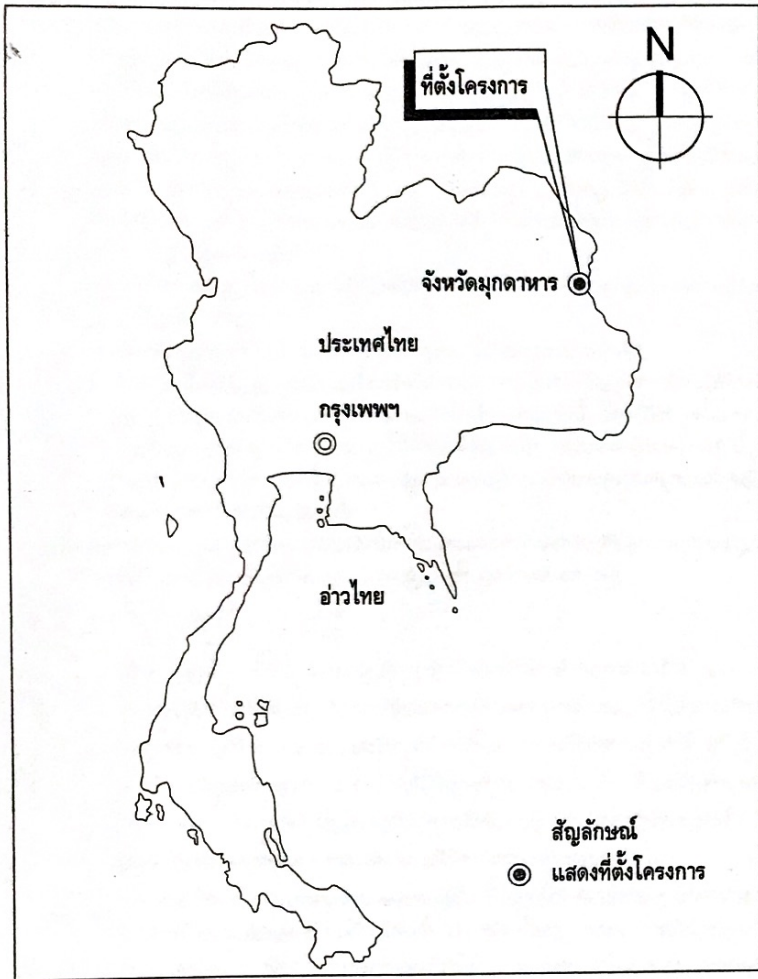 N
ที่ตั้งโครงการ
จังหวัดมุกดาหาร
ประเทศไทย
กรุงเพพฯ
อ่าวไทย
สัญลักษณ์
แสดงที่ตั้งโครงการ